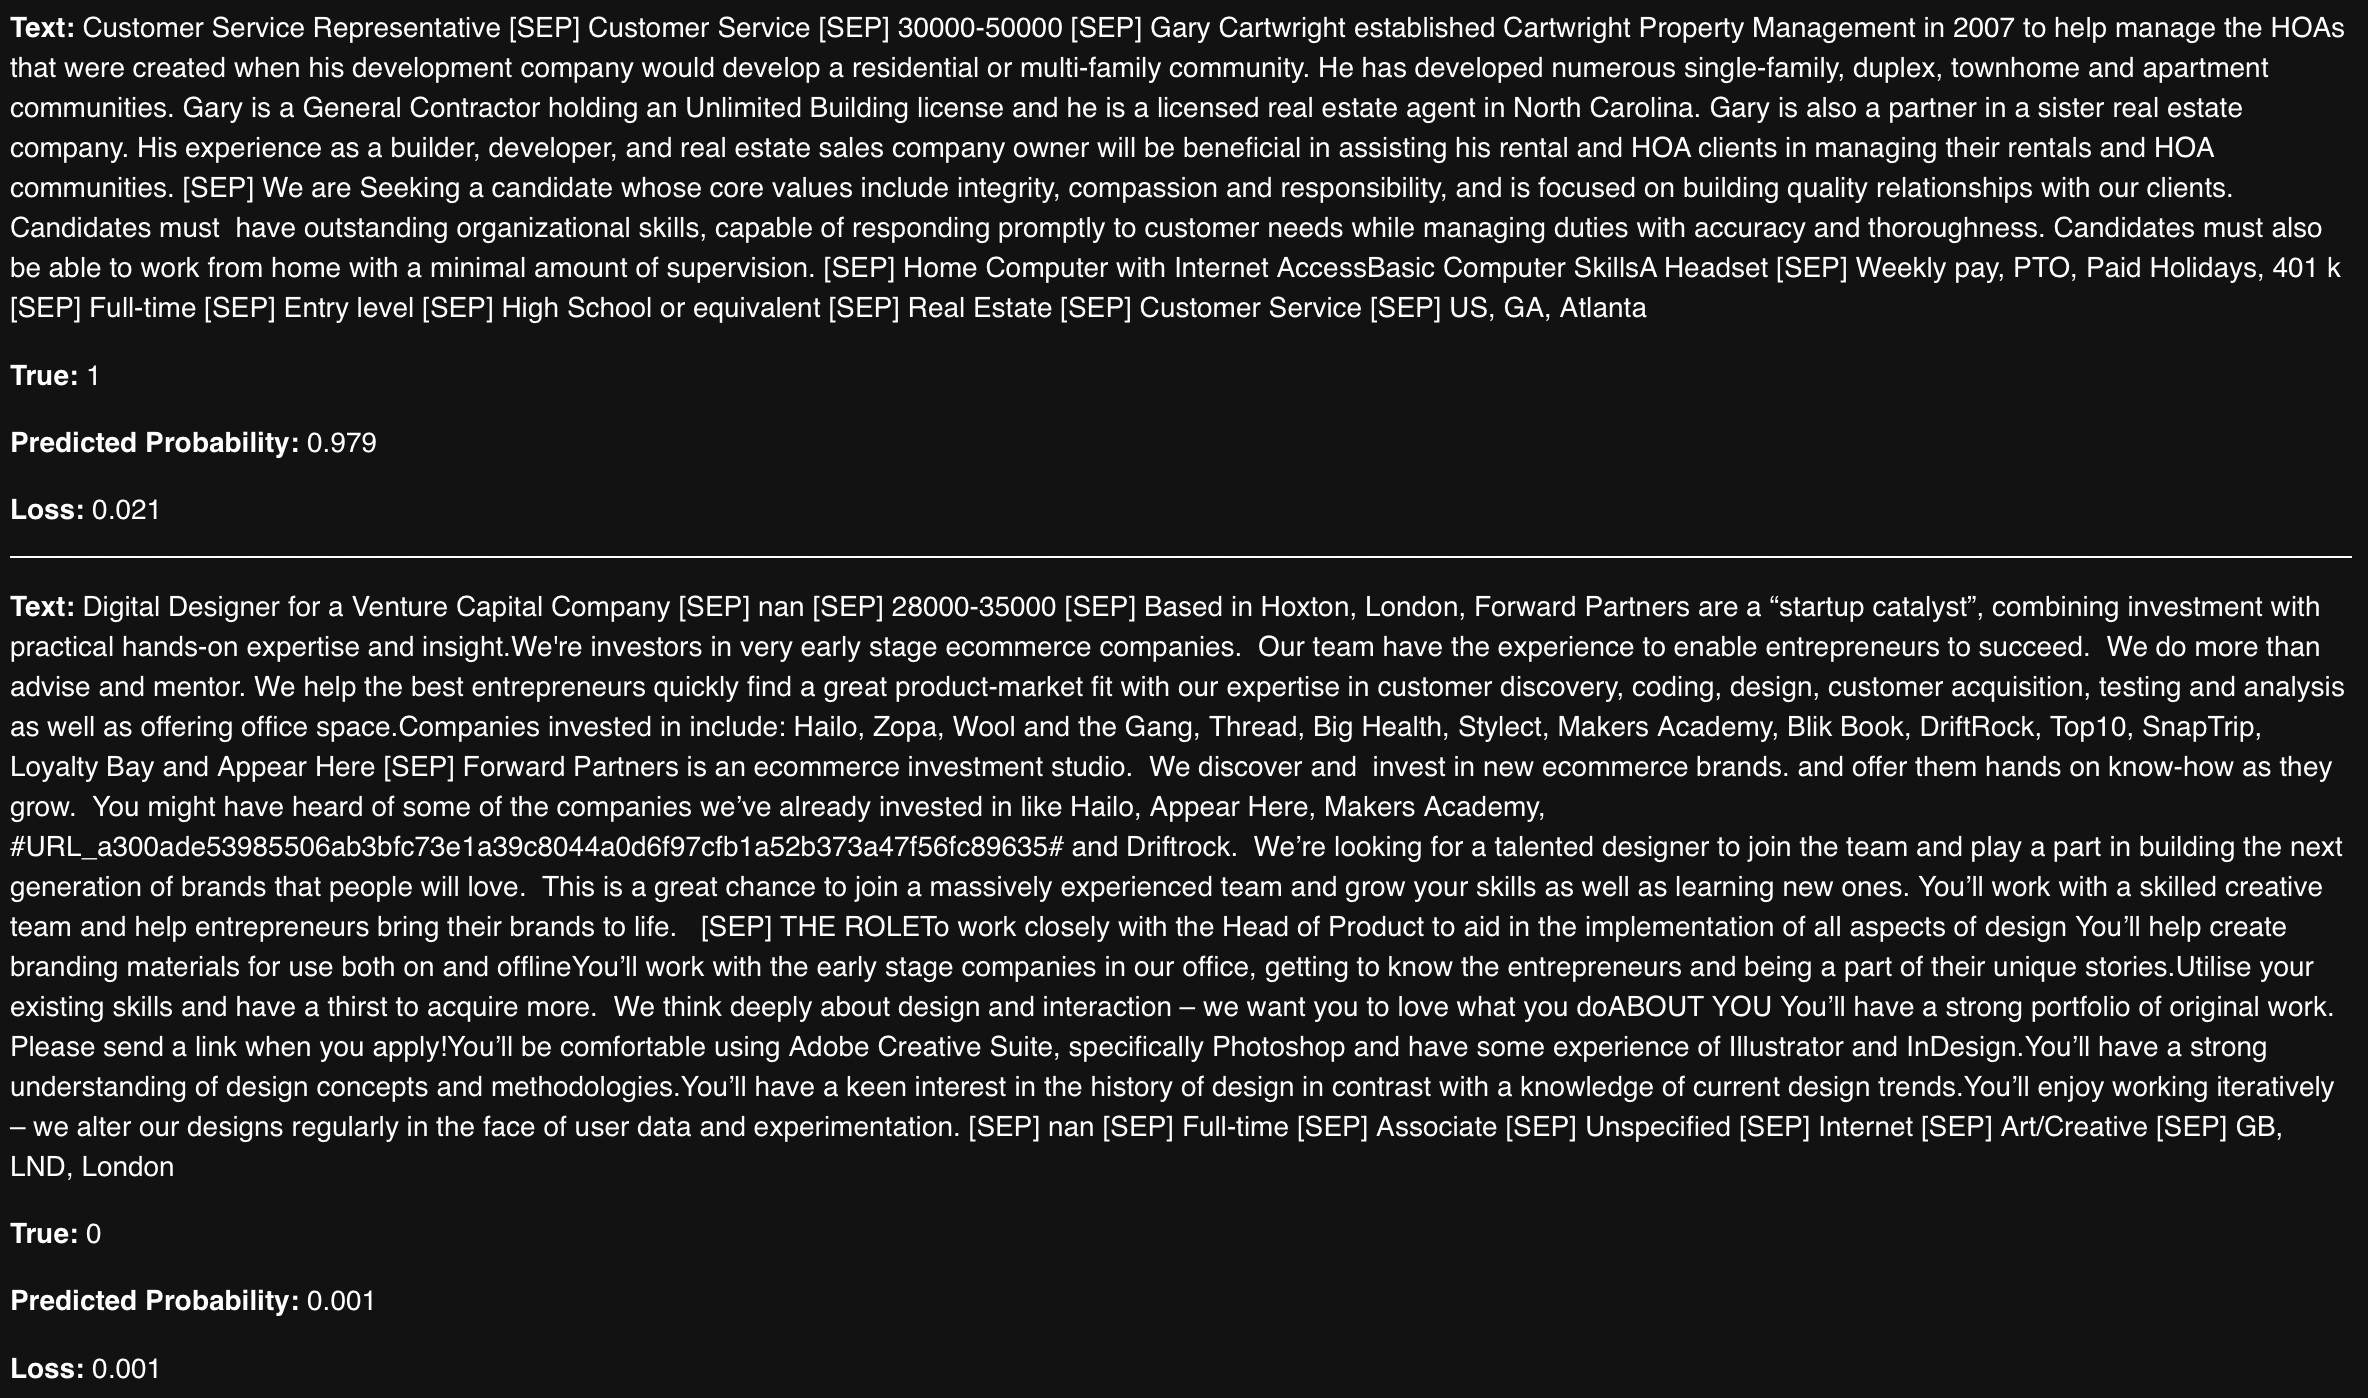 Text: Customer Service Representative [SEP] Customer Service [SEP] 30000-50000 [SEP] Gary Cartwright established Cartwright Property Management in 2007 to help manage the HOAs
that were created when his development company would develop a residential or multi-family community. He has developed numerous single-family, duplex, townhome and apartment
communities. Gary is a General Contractor holding an Unlimited Building license and he is a licensed real estate agent in North Carolina. Gary is also a partner in a sister real estate
company. His experience as a builder, developer, and real estate sales company owner will be beneficial in assisting his rental and HOA clients in managing their rentals and HOA
communities. [SEP] We are Seeking a candidate whose core values include integrity, compassion and responsibility, and is focused on building quality relationships with our clients.
Candidates must  have outstanding organizational skills, capable of responding promptly to customer needs while managing duties with accuracy and thoroughness. Candidates must also
be able to work from home with a minimal amount of supervision. [SEP] Home Computer with Internet AccessBasic Computer SkillsA Headset [SEP] Weekly pay, PTO, Paid Holidays, 401 k
[SEP] Full-time [SEP] Entry level [SEP] High School or equivalent [SEP] Real Estate [SEP] Customer Service [SEP] US, GA, Atlanta
True: 1
Predicted Probability: 0.979
Loss: 0.021
Text: Digital Designer for a Venture Capital Company [SEP] nan [SEP] 28000-35000 [SEP] Based in Hoxton, London, Forward Partners are a “startup catalyst”, combining investment with
practical hands-on expertise and insight.We're investors in very early stage ecommerce companies.  Our team have the experience to enable entrepreneurs to succeed.  We do more than
advise and mentor. We help the best entrepreneurs quickly find a great product-market fit with our expertise in customer discovery, coding, design, customer acquisition, testing and analysis
as well as offering office space.Companies invested in include: Hailo, Zopa, Wool and the Gang, Thread, Big Health, Stylect, Makers Academy, Blik Book, DriftRock, Top10, SnapTrip,
Loyalty Bay and Appear Here [SEP] Forward Partners is an ecommerce investment studio.  We discover and  invest in new ecommerce brands. and offer them hands on know-how as they
grow.  You might have heard of some of the companies we’ve already invested in like Hailo, Appear Here, Makers Academy,
#URL_a300ade53985506ab3bfc73e1a39c8044a0d6f97cfb1a52b373a47f56fc89635# and Driftrock.  We’re looking for a talented designer to join the team and play a part in building the next
generation of brands that people will love.  This is a great chance to join a massively experienced team and grow your skills as well as learning new ones. You’ll work with a skilled creative
team and help entrepreneurs bring their brands to life.   [SEP] THE ROLETo work closely with the Head of Product to aid in the implementation of all aspects of design You’ll help create
branding materials for use both on and offlineYou’ll work with the early stage companies in our office, getting to know the entrepreneurs and being a part of their unique stories.Utilise your
existing skills and have a thirst to acquire more.  We think deeply about design and interaction – we want you to love what you doABOUT YOU You’ll have a strong portfolio of original work.
Please send a link when you apply!You’ll be comfortable using Adobe Creative Suite, specifically Photoshop and have some experience of Illustrator and InDesign.You’ll have a strong
understanding of design concepts and methodologies.You’ll have a keen interest in the history of design in contrast with a knowledge of current design trends.You’ll enjoy working iteratively
– we alter our designs regularly in the face of user data and experimentation. [SEP] nan [SEP] Full-time [SEP] Associate [SEP] Unspecified [SEP] Internet [SEP] Art/Creative [SEP] GB,
LND, London
True: 0
Predicted Probability: 0.001
Loss: 0.001